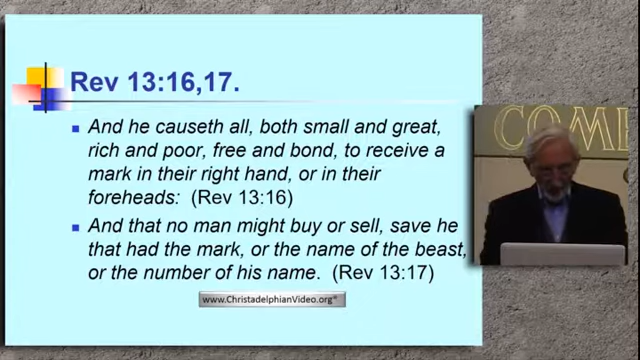 Rev 13:16,17.
And he causeth all, both small and great,
rich and poor, free and bond, to receive a
mark in their right hand, or in their
foreheads: (Rev 13:16)
And that no man might buy or sell, save he
that had the mark, or the name of the beast,
or the number of his name. (Rev 13:17)
www.ChristadelphianVideo.org